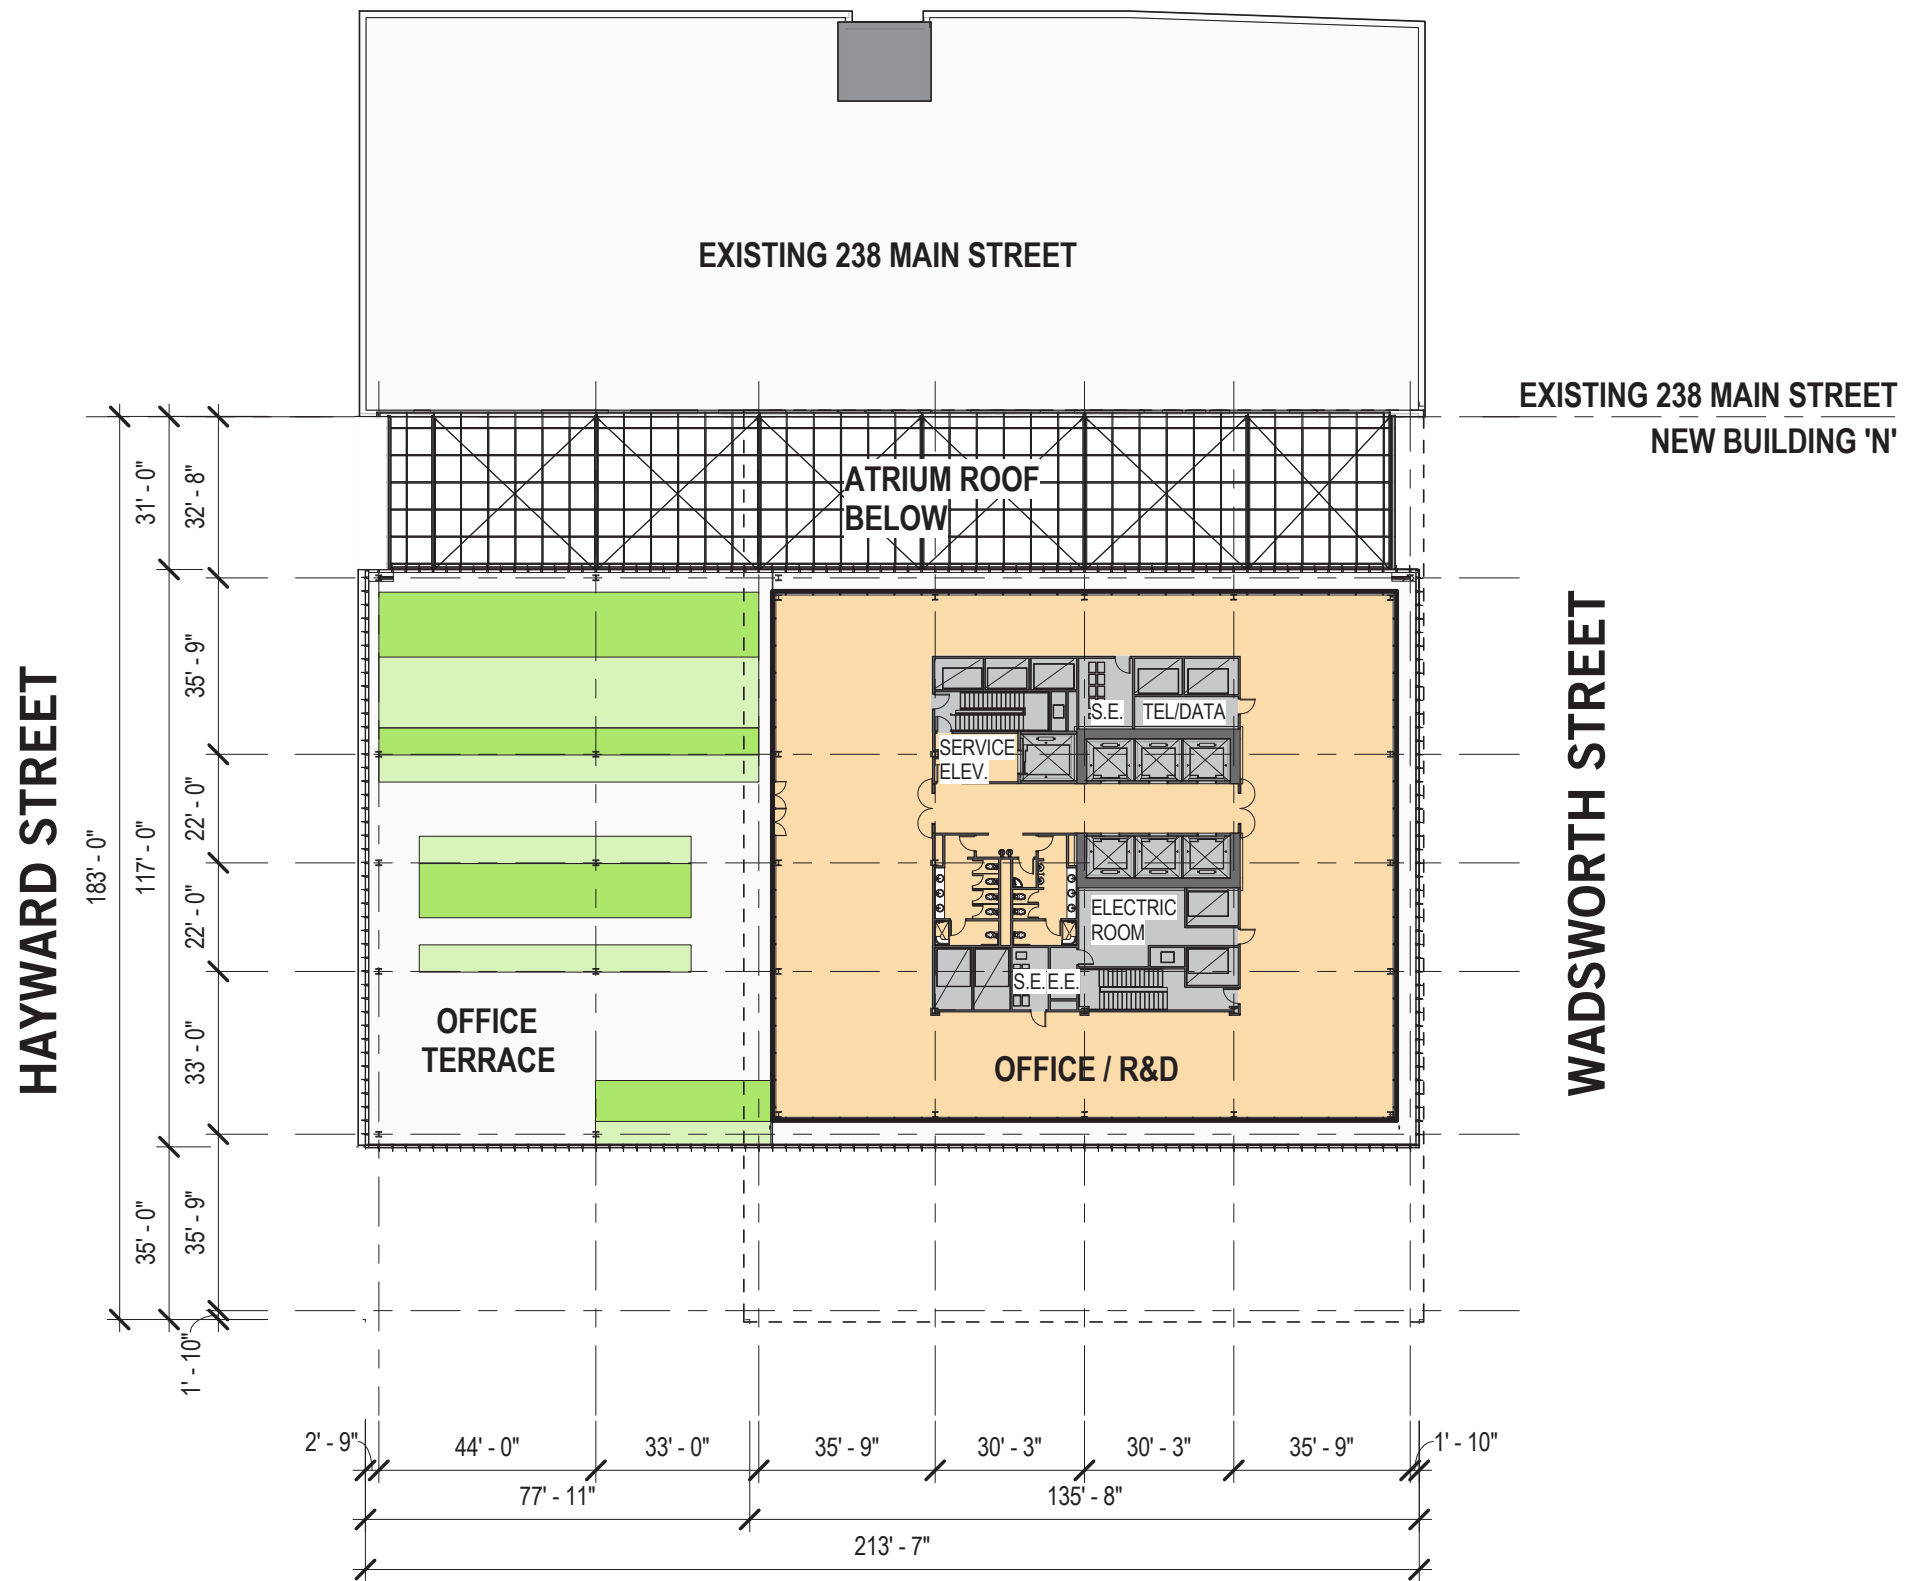 EXISTING 238 MAIN STREET
EXISTING 238 MAIN STREET
NEW BUILDING 'N'
ATRIUM ROOF
BELOW
HAYWARD STREET
WADSWORTH STREET
183' - 0"
31' - 0"
117' - 0"
35' - 0"
32' - 8"
35' - 9"
22' - 0"
22' - 0"
33' - 0"
35' - 9"
1' - 10"
S.E.
TEL/DATA
SERVICE
ELEV.
ELECTRIC
ROOM
S.E.
E.E.
OFFICE
TERRACE
OFFICE / R&D
2' - 9"
44' - 0"
33' - 0"
35' - 9"
30' - 3"
30' - 3"
35' - 9"
1' - 10"
77' - 11"
135' - 8"
213' - 7"